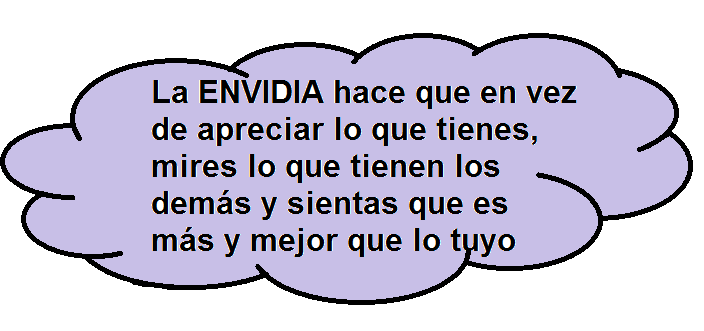 La ENVIDIA hace que en vez
de apreciar lo que tienes,
mires lo que tienen los
demás y sientas que es
más y mejor que lo tuyo